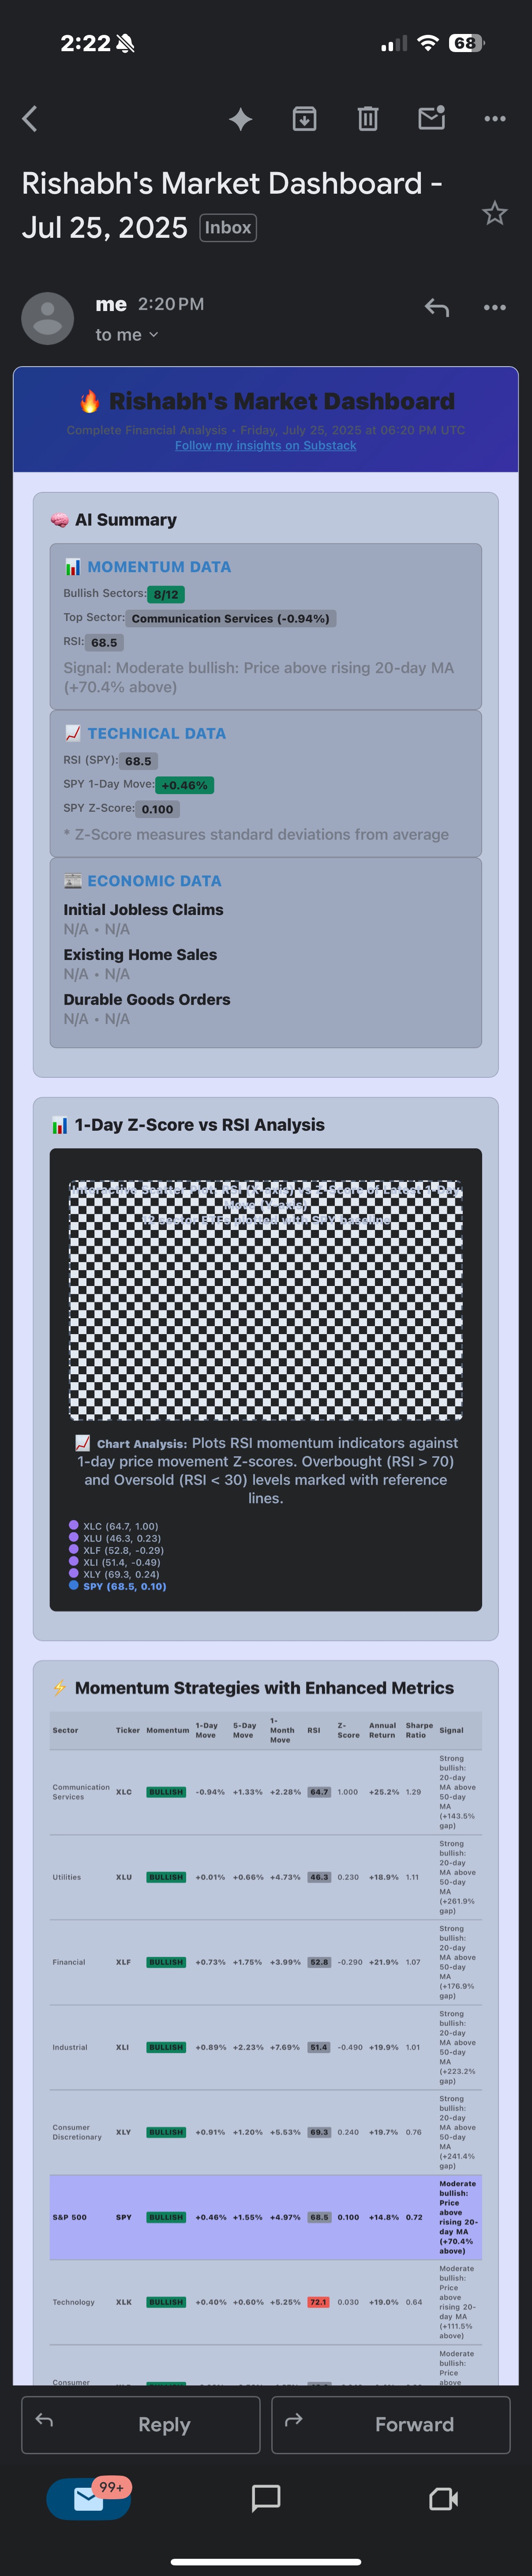 2:22
68
Rishabh's Market Dashboard -
Jul 25, 2025 Inbox
me 2:20 PM
to me
🔥 Rishabh's Market Dashboard
Complete Financial Analysis • Friday, July 25, 2025 at 06:20 PM UTC
Follow my insights on Substack
🧠 AI Summary
📊 MOMENTUM DATA
Bullish Sectors: 8/12
Top Sector: Communication Services (-0.94%)
RSI: 68.5
Signal: Moderate bullish: Price above rising 20-day MA
(+70.4% above)
📈 TECHNICAL DATA
RSI (SPY): 68.5
SPY 1-Day Move: +0.46%
SPY Z-Score: 0.100
* Z-Score measures standard deviations from average
📰 ECONOMIC DATA
Initial Jobless Claims
N/A • N/A
Existing Home Sales
N/A • N/A
Durable Goods Orders
N/A • N/A
📊 1-Day Z-Score vs RSI Analysis
Interactive Scatter Plot: RSI (X-axis) vs Z-Score of Latest 1-Day
Move (Y-axis)
12 sector ETFs plotted with SPY baseline
📈 Chart Analysis: Plots RSI momentum indicators against
1-day price movement Z-scores. Overbought (RSI > 70)
and Oversold (RSI < 30) levels marked with reference
lines.
XLC (64.7, 1.00)
XLU (46.3, 0.23)
XLF (52.8, -0.29)
XLI (51.4, -0.49)
XLY (69.3, 0.24)
SPY (68.5, 0.10)
⚡ Momentum Strategies with Enhanced Metrics
Sector Ticker Momentum 1-Day Move 5-Day Move 1-Month Move RSI Z-Score Annual Return Sharpe Ratio Signal
Communication Services XLC BULLISH -0.94% +1.33% +2.28% 64.7 1.000 +25.2% 1.29 Strong bullish: 20-day MA above 50-day MA (+143.5% gap)
Utilities XLU BULLISH +0.01% +0.66% +4.73% 46.3 0.230 +18.9% 1.11 Strong bullish: 20-day MA above 50-day MA (+261.9% gap)
Financial XLF BULLISH +0.73% +1.75% +3.99% 52.8 -0.290 +21.9% 1.07 Strong bullish: 20-day MA above 50-day MA (+176.9% gap)
Industrial XLI BULLISH +0.89% +2.23% +7.69% 51.4 -0.490 +19.9% 1.01 Strong bullish: 20-day MA above 50-day MA (+223.2% gap)
Consumer Discretionary XLY BULLISH +0.91% +1.20% +5.53% 69.3 0.240 +19.7% 0.76 Strong bullish: 20-day MA above 50-day MA (+241.4% gap)
S&P 500 SPY BULLISH +0.46% +1.55% +4.97% 68.5 0.100 +14.8% 0.72 Moderate bullish: Price above rising 20-day MA (+70.4% above)
Technology XLK BULLISH +0.40% +0.60% +5.25% 72.1 0.030 +19.0% 0.64 Moderate bullish: Price above rising 20-day MA (+111.5% above)
Consumer Moderate bullish: Price above
Reply
Forward
99+